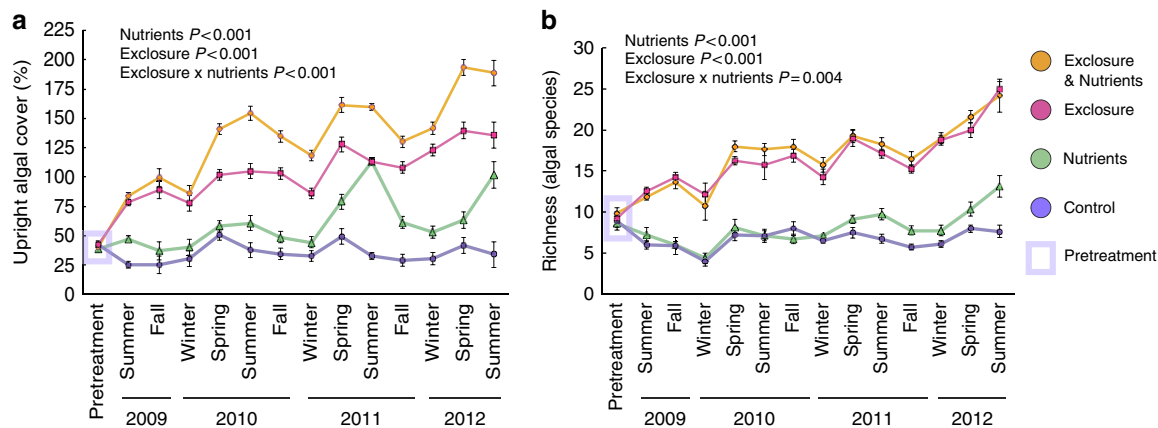 a
225
200
175
150
125
100
75
50
25
0
Upright algal cover (%)
Nutrients P<0.001
Exclosure P<0.001
Exclosure x nutrients P<0.001
Pretreatment
Summer
Fall
Winter
Spring
Summer
Fall
Winter
Spring
Summer
Fall
Winter
Spring
Summer
2009
2010
2011
2012
b
30
25
20
15
10
5
0
Richness (algal species)
Nutrients P<0.001
Exclosure P<0.001
Exclosure x nutrients P=0.004
Pretreatment
Summer
Fall
Winter
Spring
Summer
Fall
Winter
Spring
Summer
Fall
Winter
Spring
Summer
2009
2010
2011
2012
Exclosure
& Nutrients
Exclosure
Nutrients
Control
Pretreatment